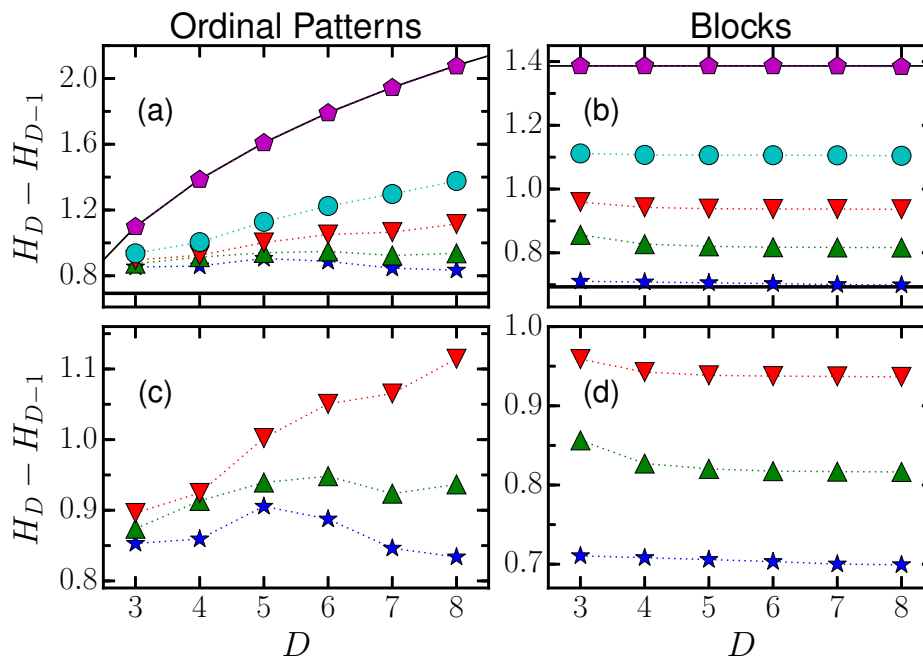 Ordinal Patterns
Blocks
H_D − H_{D−1}
2.0
1.6
1.2
0.8
(a)
1.4
1.2
1.0
0.8
(b)
H_D − H_{D−1}
1.1
1.0
0.9
0.8
(c)
3 4 5 6 7 8
D
1.0
0.9
0.8
0.7
(d)
3 4 5 6 7 8
D